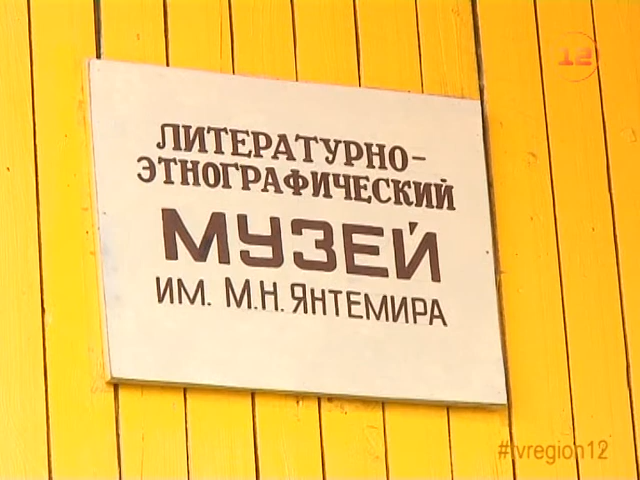 12
ЛИТЕРАТУРНО-
ЭТНОГРАФИЧЕСКИЙ
МУЗЕЙ
ИМ. М.Н. ЯНТЕМИРА
#tvregion12